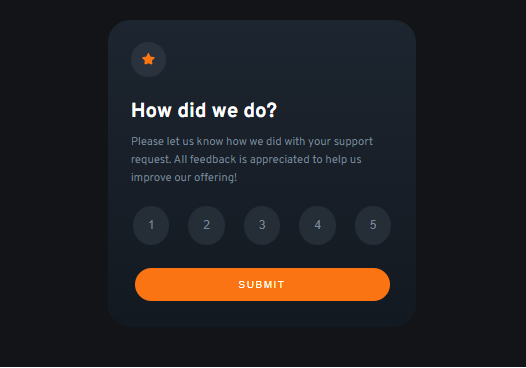 How did we do?
Please let us know how we did with your support
request. All feedback is appreciated to help us
improve our offering!
1 2 3 4 5
SUBMIT